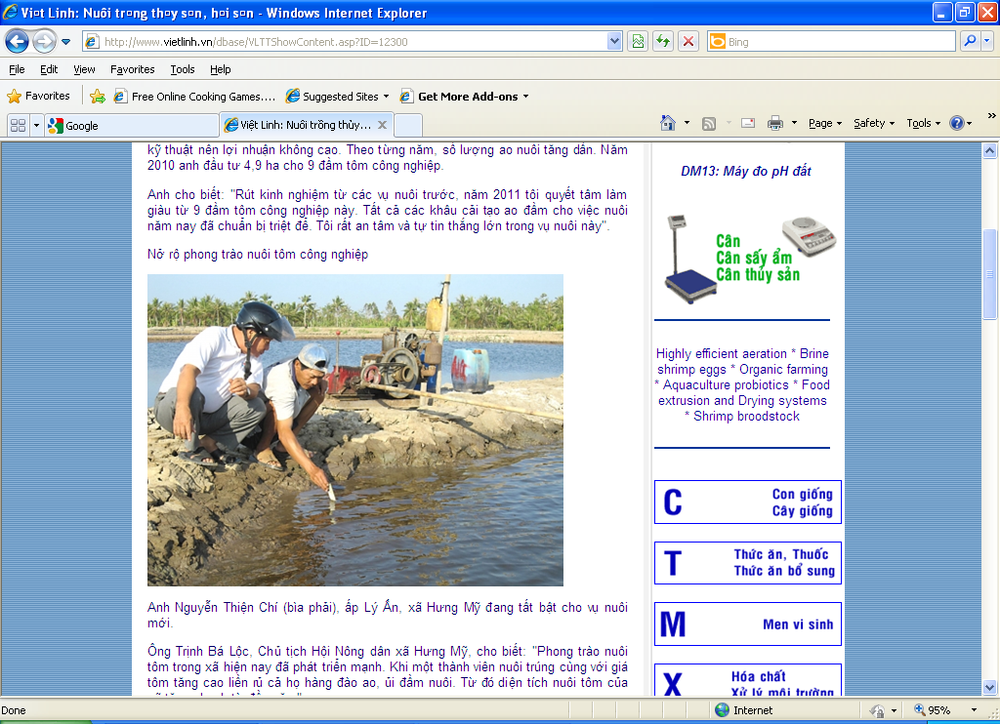 Vi¤t Linh: Nuôi tr¤ng th¤y s¤n, h¤i s¤n - Windows Internet Explorer
http://www.vietlinh.vn/dbase/VLTTShowContent.asp?ID=12300
Bing
File Edit View Favorites Tools Help
Favorites Free Online Cooking Games.... Suggested Sites Get More Add-ons
Google Việt Linh: Nuôi trồng thủy... Page Safety Tools
kỹ thuật nên lợi nhuận không cao. Theo từng năm, số lượng ao nuôi tăng dần. Năm
2010 anh đầu tư 4,9 ha cho 9 đầm tôm công nghiệp.
Anh cho biết: "Rút kinh nghiệm từ các vụ nuôi trước, năm 2011 tôi quyết tâm làm
giàu từ 9 đầm tôm công nghiệp này. Tất cả các khâu cải tạo ao đầm cho việc nuôi
năm nay đã chuẩn bị triệt để. Tôi rất an tâm và tự tin thắng lớn trong vụ nuôi này".
Nở rộ phong trào nuôi tôm công nghiệp
Anh Nguyễn Thiện Chí (bìa phải), ấp Lý Ấn, xã Hưng Mỹ đang tất bật cho vụ nuôi
mới.
Ông Trịnh Bá Lộc, Chủ tịch Hội Nông dân xã Hưng Mỹ, cho biết: "Phong trào nuôi
tôm trong xã hiện nay đã phát triển mạnh. Khi một thành viên nuôi trúng cùng với giá
tôm tăng cao liền rủ cả họ hàng đào ao, ủi đầm nuôi. Từ đó diện tích nuôi tôm của
DM13: Máy đo pH đất
Cân
Cân sấy ẩm
Cân thủy sản
Highly efficient aeration * Brine
shrimp eggs * Organic farming
* Aquaculture probiotics * Food
extrusion and Drying systems
* Shrimp broodstock
C Con giống
Cây giống
T Thức ăn, Thuốc
Thức ăn bổ sung
M Men vi sinh
X Hóa chất
Xử lý môi trường
Done Internet 95%